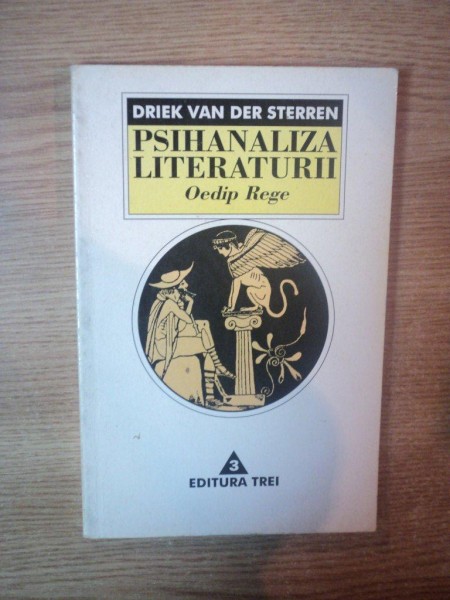 DRIEK VAN DER STERREN
PSIHANALIZA
LITERATURII
Oedip Rege
3
EDITURA TREI